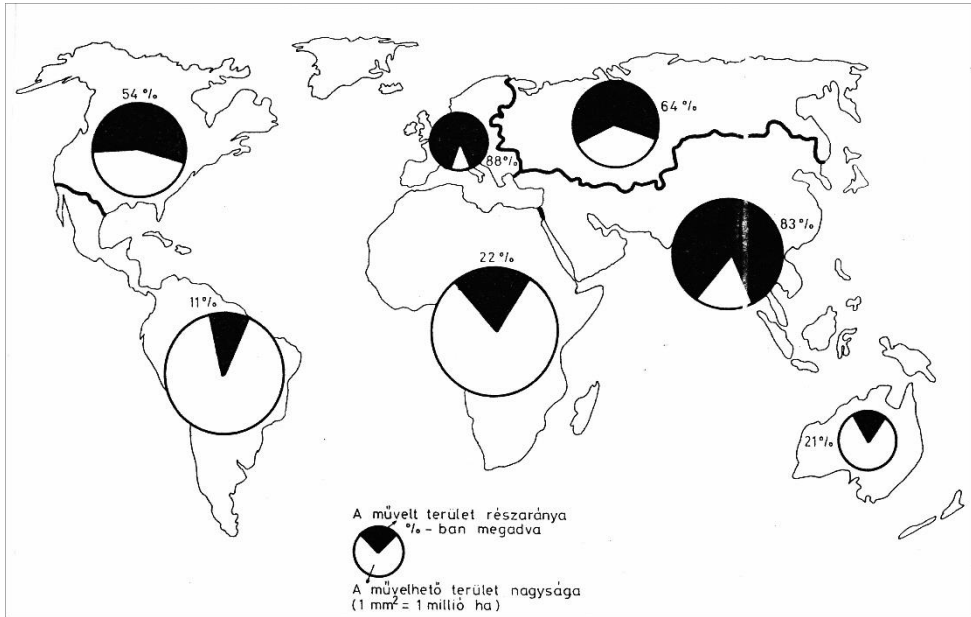 54%
64%
88%
83%
22%
11%
21%
A művelt terület részaránya
%-ban megadva
A művelhető terület nagysága
(1 mm² = 1 millió ha)